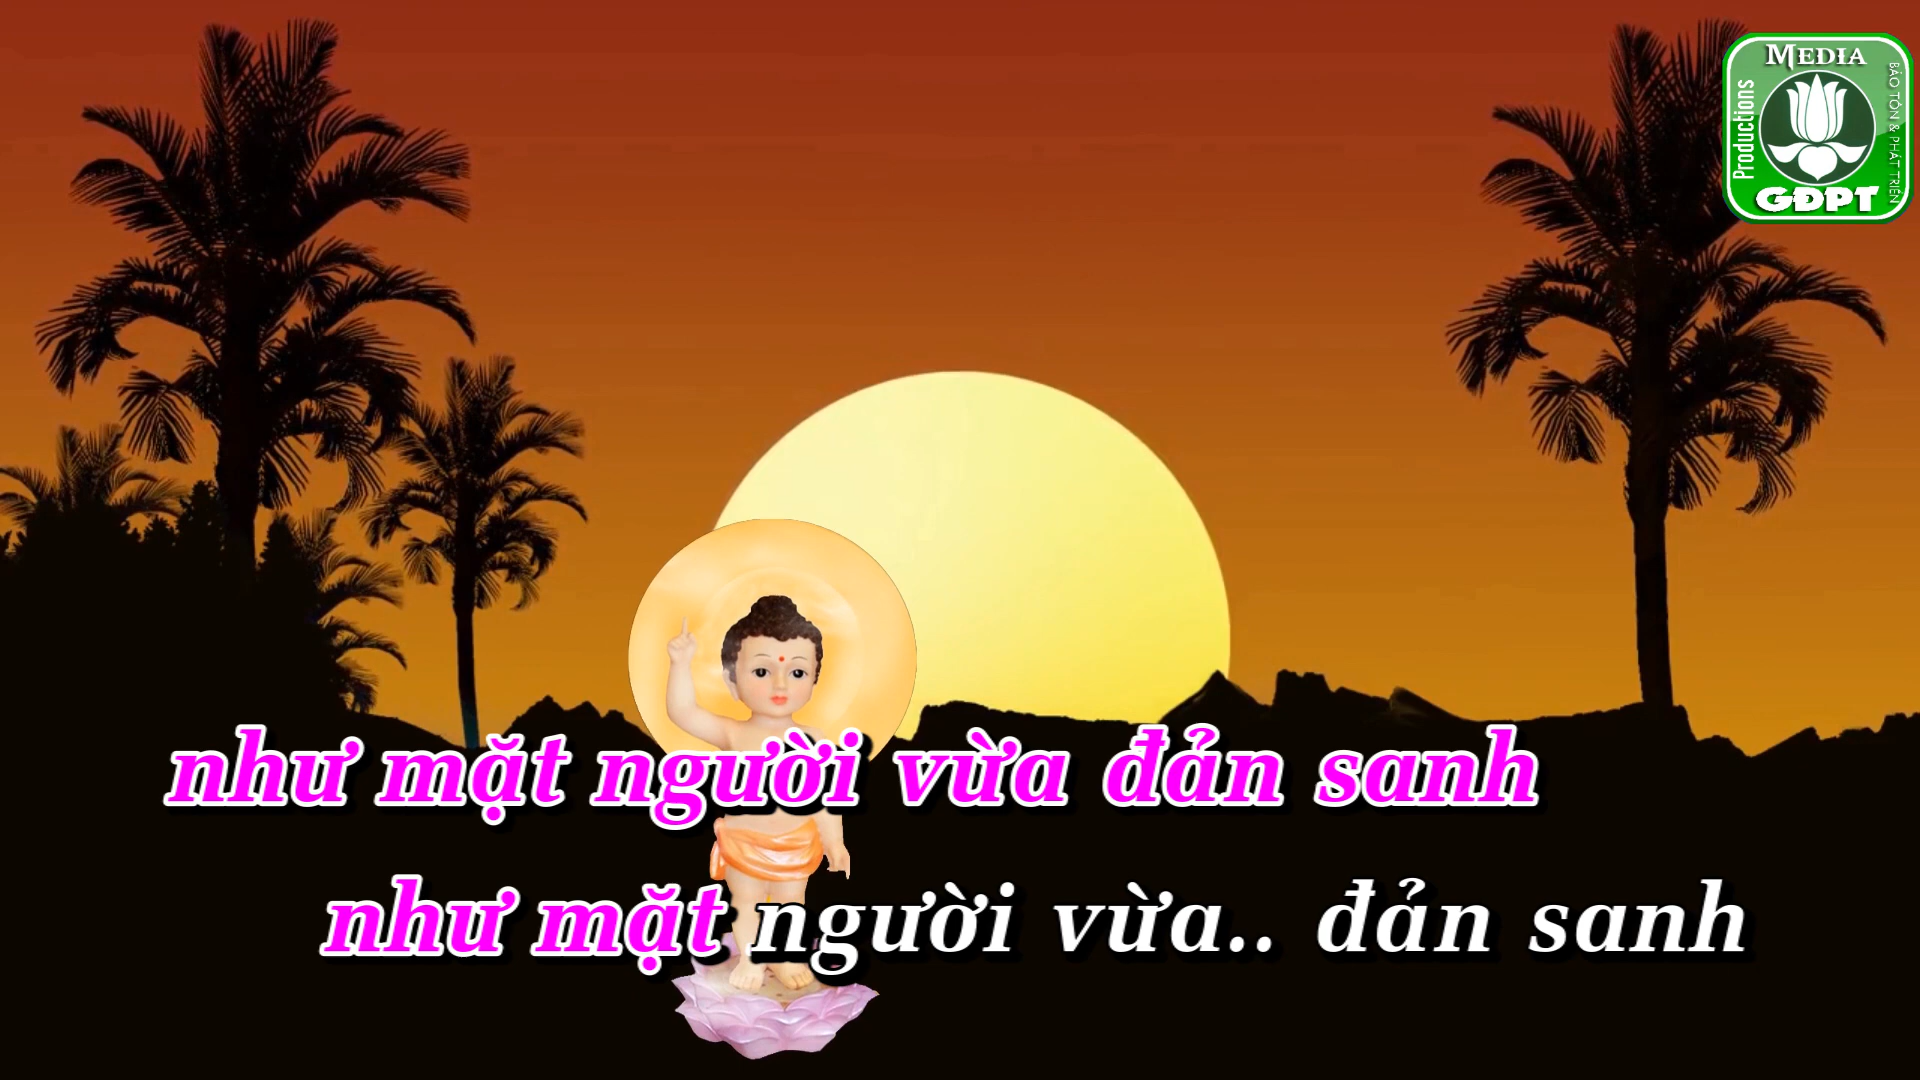 MEDIA
Productions
BẢO TỒN & PHÁT TRIỂN
GĐPT
như mặt người vừa đản sanh
như mặt người vừa.. đản sanh